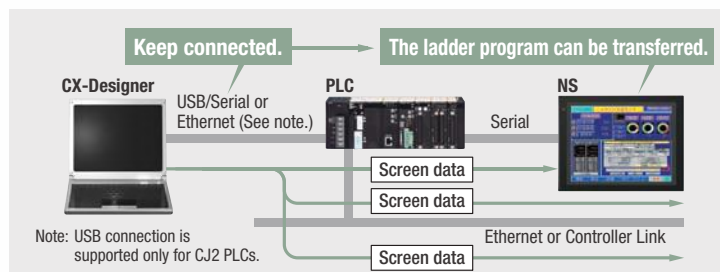 Keep connected.
The ladder program can be transferred.
CX-Designer
PLC
NS
USB/Serial or
Ethernet (See note.)
Serial
Screen data
Screen data
Ethernet or Controller Link
Screen data
Note: USB connection is
supported only for CJ2 PLCs.